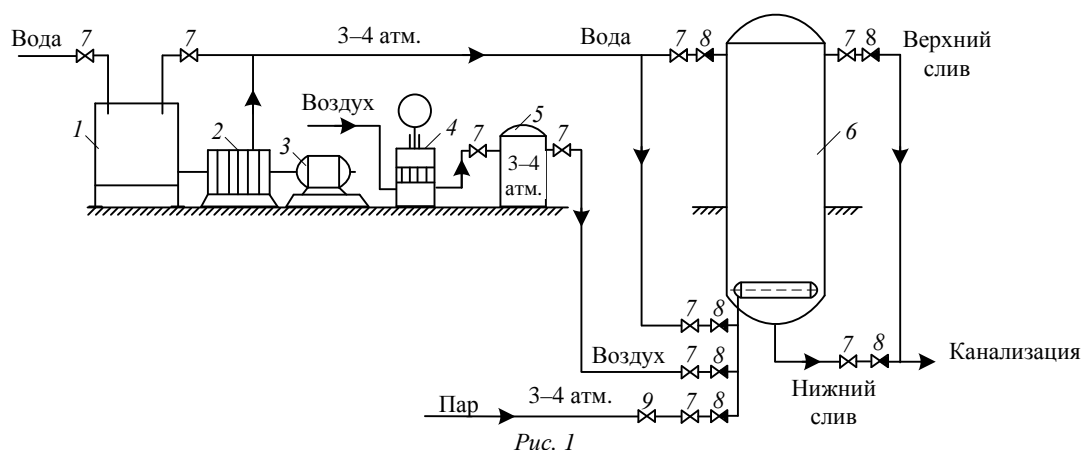 Вода
7
7
3–4 атм.
Вода
7
8
7
8
Верхний
слив
1
2
3
Воздух
4
7
5
7
3–4
атм.
6
7
8
Воздух
7
8
7
8
Нижний
слив
Канализация
Пар
3–4 атм.
9
7
8
Рис. 1